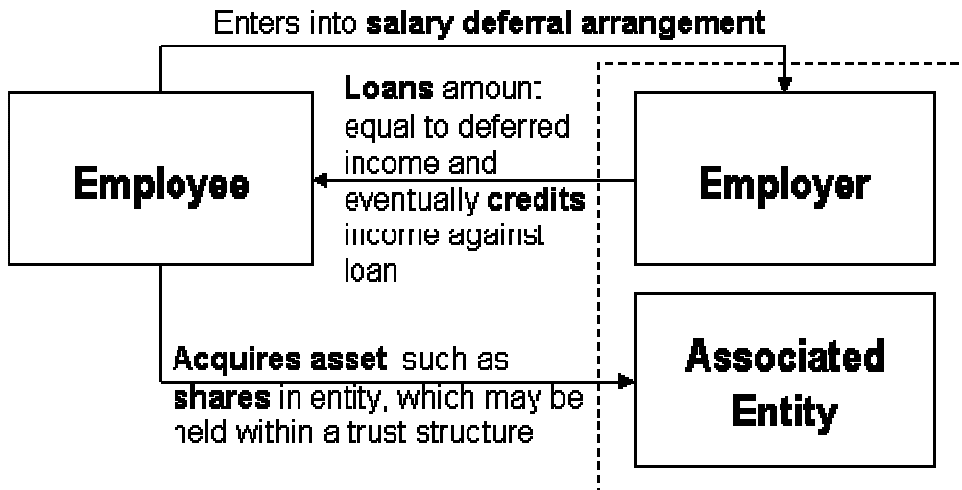 Enters into salary deferral arrangement
Loans amount
equal to deferred
income and
eventually credits
income against
loan
Employee
Employer
Acquires asset such as
shares in entity, which may be
held within a trust structure
Associated
Entity